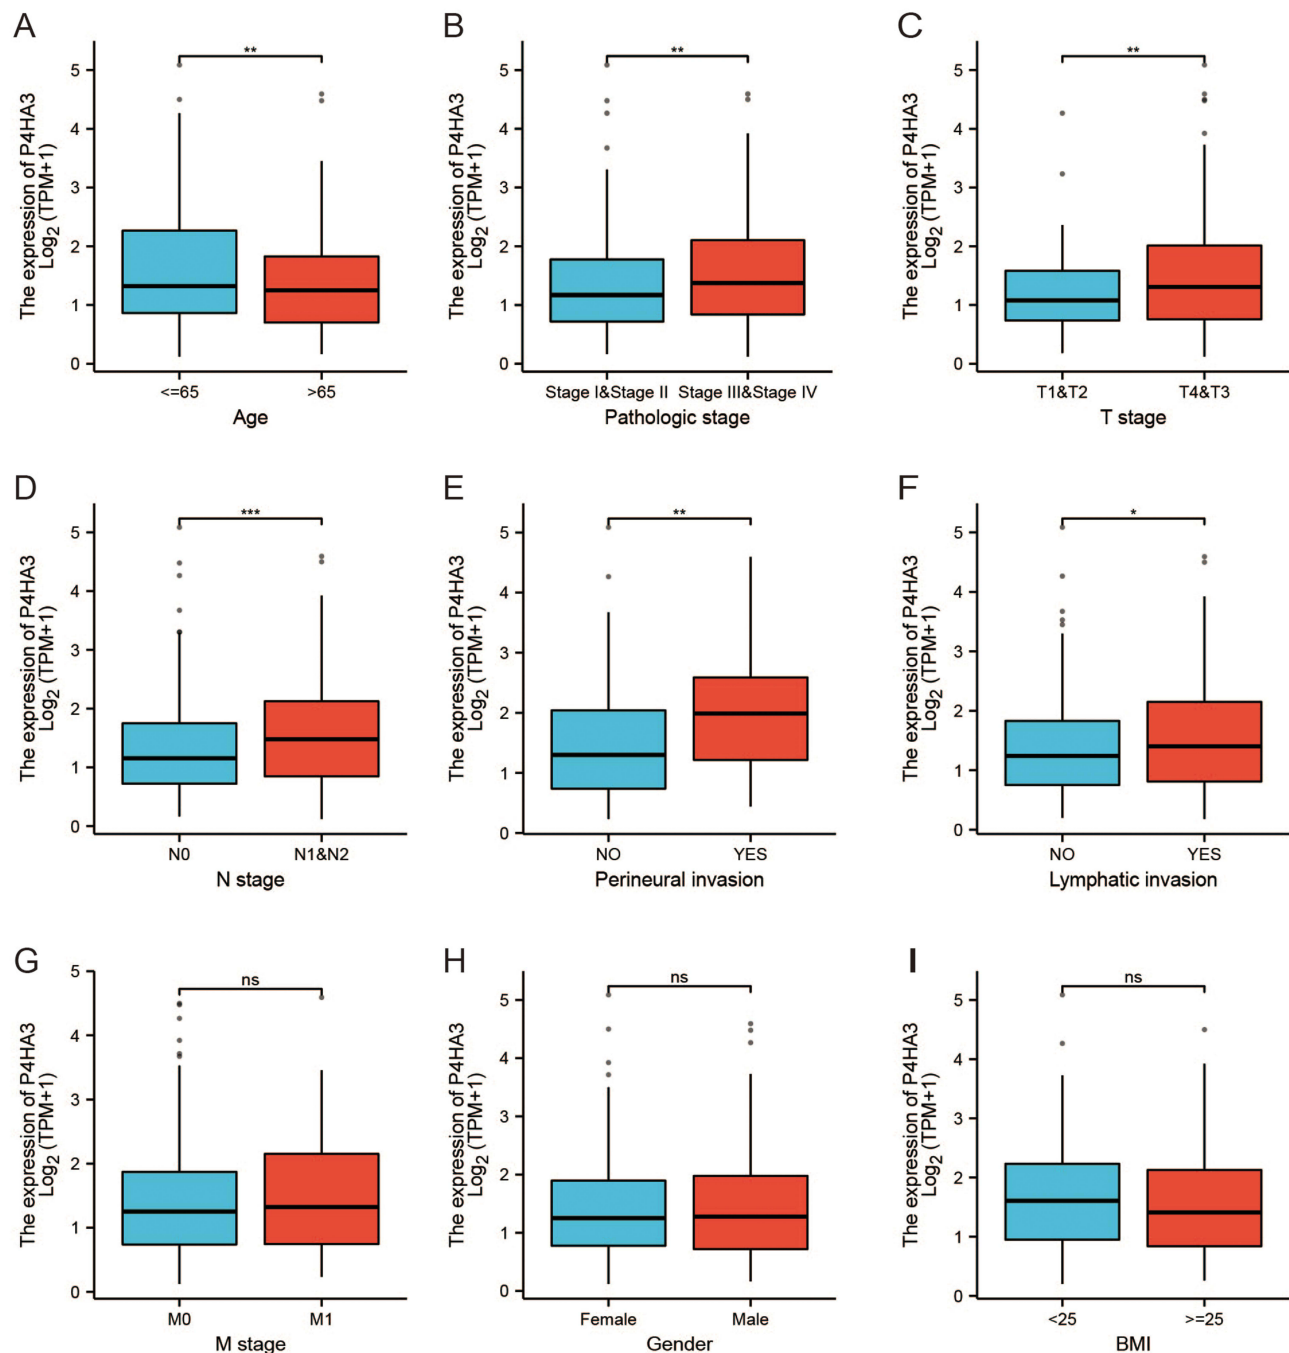 A
The expression of P4HA3
Log2 (TPM+1)
**
5
4
3
2
1
0
<=65 >65
Age
B
The expression of P4HA3
Log2 (TPM+1)
**
5
4
3
2
1
0
Stage I&Stage II Stage III&Stage IV
Pathologic stage
C
The expression of P4HA3
Log2 (TPM+1)
**
5
4
3
2
1
0
T1&T2 T4&T3
T stage
D
The expression of P4HA3
Log2 (TPM+1)
***
5
4
3
2
1
0
N0 N1&N2
N stage
E
The expression of P4HA3
Log2 (TPM+1)
**
5
4
3
2
1
0
NO YES
Perineural invasion
F
The expression of P4HA3
Log2 (TPM+1)
*
5
4
3
2
1
0
NO YES
Lymphatic invasion
G
The expression of P4HA3
Log2 (TPM+1)
ns
5
4
3
2
1
0
M0 M1
M stage
H
The expression of P4HA3
Log2 (TPM+1)
ns
5
4
3
2
1
0
Female Male
Gender
I
The expression of P4HA3
Log2 (TPM+1)
ns
5
4
3
2
1
0
<25 >=25
BMI